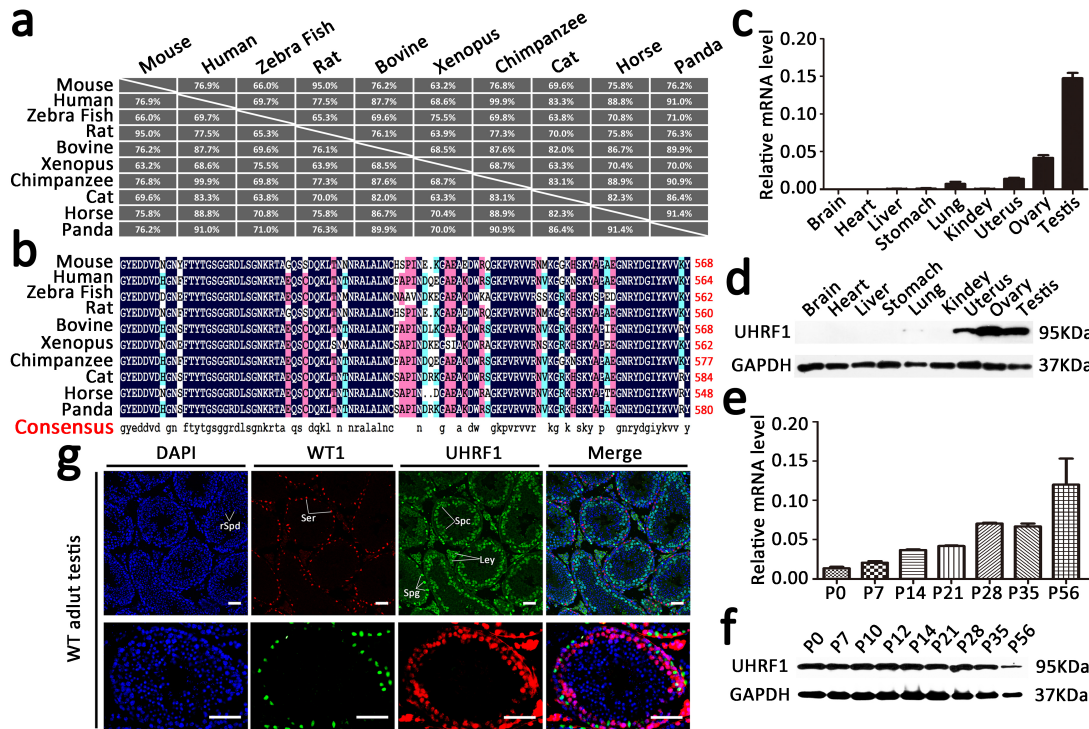 a
Mouse Human Zebra Fish Rat Bovine Xenopus Chimpanzee Cat Horse Panda
Mouse 76.9% 66.0% 95.0% 76.2% 63.2% 76.8% 69.6% 75.8% 76.2%
Human 76.9% 69.7% 77.5% 87.7% 68.6% 99.9% 83.3% 88.8% 91.0%
Zebra Fish 66.0% 69.7% 65.3% 69.6% 75.5% 69.8% 63.8% 70.8% 71.0%
Rat 95.0% 77.5% 65.3% 76.1% 63.9% 77.3% 70.0% 75.8% 76.3%
Bovine 76.2% 87.7% 69.6% 76.1% 68.5% 87.6% 82.0% 86.7% 89.9%
Xenopus 63.2% 68.6% 75.5% 63.9% 68.5% 68.7% 63.3% 70.4% 70.0%
Chimpanzee 76.8% 99.9% 69.8% 77.3% 87.6% 68.7% 83.1% 88.9% 90.9%
Cat 69.6% 83.3% 63.8% 70.0% 82.0% 63.3% 83.1% 82.3% 86.4%
Horse 75.8% 88.8% 70.8% 75.8% 86.7% 70.4% 88.9% 82.3% 91.4%
Panda 76.2% 91.0% 71.0% 76.3% 89.9% 70.0% 90.9% 86.4% 91.4%
b
Mouse 568
Human 564
Zebra Fish 562
Rat 560
Bovine 568
Xenopus 562
Chimpanzee 577
Cat 584
Horse 548
Panda 580
Consensus gyeddvd gn ftytgsggrdlsgnkrta qs sdqkl n nralalnc n g a dw gkpvrvvr kg k sky p gnrydgiykvv y
c
Relative mRNA level
0.20
0.15
0.10
0.05
0.00
Brain Heart Liver Stomach Lung Kindey Uterus Ovary Testis
d
Brain Heart Liver Stomach Lung Kindey Uterus Ovary Testis
UHRF1 95KDa
GAPDH 37KDa
e
Relative mRNA level
0.20
0.15
0.10
0.05
0.00
P0 P7 P14 P21 P28 P35 P56
f
P0 P7 P10 P12 P14 P21 P28 P35 P56
UHRF1 95KDa
GAPDH 37KDa
g
DAPI WT1 UHRF1 Merge
WT adlut testis
rSpd
Ser
Spc
Ley
Spg